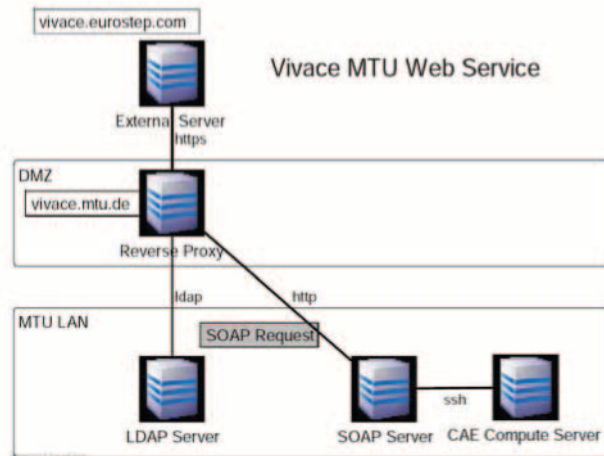 vivace.eurostep.com
Vivace MTU Web Service
External Server
https
DMZ
vivace.mtu.de
Reverse Proxy
ldap
http
MTU LAN
SOAP Request
ssh
LDAP Server
SOAP Server
CAE Compute Server